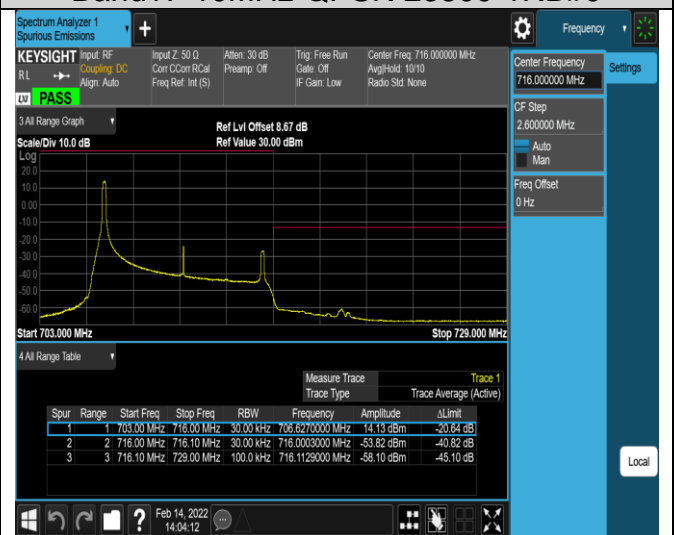 Spectrum Analyzer 1
Spurious Emissions
+
Frequency
KEYSIGHT
RL
LXI
PASS
Input: RF
Coupling: DC
Align: Auto
Input Z: 50 Ω
Corr CCorr RCal
Freq Ref: Int (S)
Atten: 30 dB
Preamp: Off
Trig: Free Run
Gate: Off
IF Gain: Low
Center Freq: 716.000000 MHz
Avg|Hold: 10/10
Radio Std: None
Center Frequency
716.000000 MHz
Settings
CF Step
2.600000 MHz
Auto
Man
Freq Offset
0 Hz
3 All Range Graph
Ref Lvl Offset 8.67 dB
Scale/Div 10.0 dB
Ref Value 30.00 dBm
Log
20.0
10.0
0.00
-10.0
-20.0
-30.0
-40.0
-50.0
-60.0
Start 703.000 MHz
Stop 729.000 MHz
4 All Range Table
Measure Trace Trace 1
Trace Type Trace Average (Active)
Spur Range Start Freq Stop Freq RBW Frequency Amplitude ΔLimit
1 1 703.00 MHz 716.00 MHz 30.00 kHz 706.6270000 MHz 14.13 dBm -20.64 dB
2 2 716.00 MHz 716.10 MHz 30.00 kHz 716.0003000 MHz -53.82 dBm -40.82 dB
3 3 716.10 MHz 729.00 MHz 100.0 kHz 716.1129000 MHz -58.10 dBm -45.10 dB
Local
?
Feb 14, 2022
14:04:12